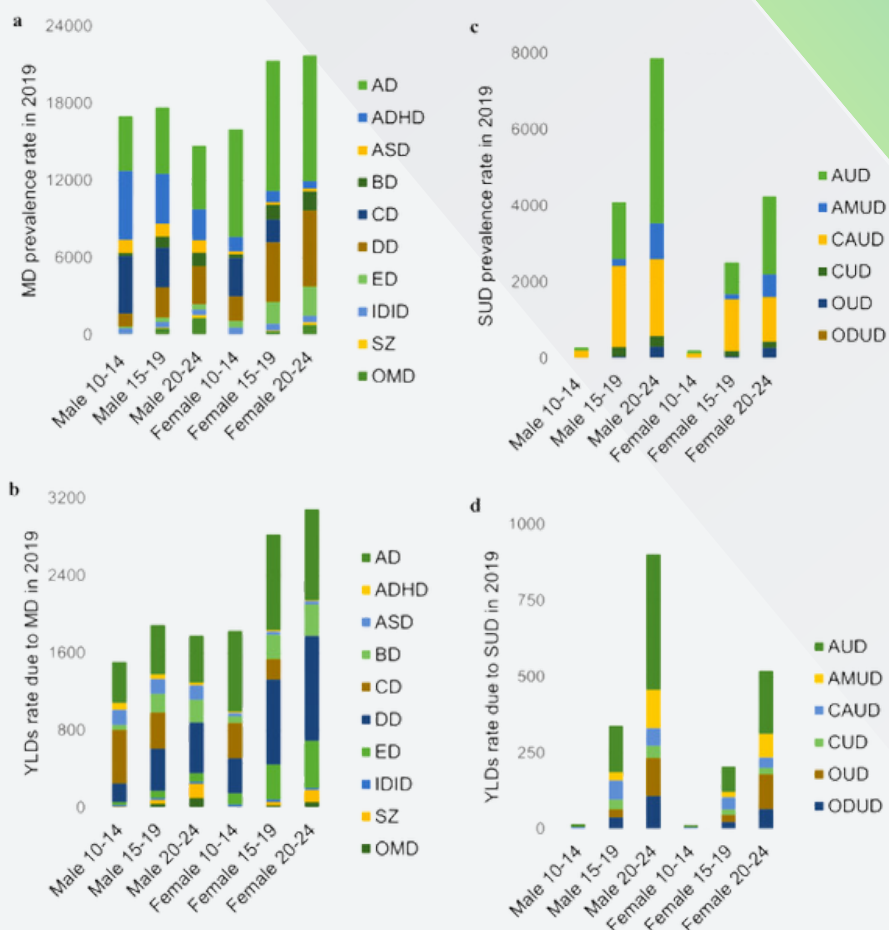 a
MD prevalence rate in 2019
24000
18000
12000
6000
0
Male 10-14
Male 15-19
Male 20-24
Female 10-14
Female 15-19
Female 20-24
AD
ADHD
ASD
BD
CD
DD
ED
IDID
SZ
OMD
c
SUD prevalence rate in 2019
8000
6000
4000
2000
0
Male 10-14
Male 15-19
Male 20-24
Female 10-14
Female 15-19
Female 20-24
AUD
AMUD
CAUD
CUD
OUD
ODUD
b
YLDs rate due to MD in 2019
3200
2400
1600
800
0
Male 10-14
Male 15-19
Male 20-24
Female 10-14
Female 15-19
Female 20-24
AD
ADHD
ASD
BD
CD
DD
ED
IDID
SZ
OMD
d
YLDs rate due to SUD in 2019
1000
750
500
250
0
Male 10-14
Male 15-19
Male 20-24
Female 10-14
Female 15-19
Female 20-24
AUD
AMUD
CAUD
CUD
OUD
ODUD